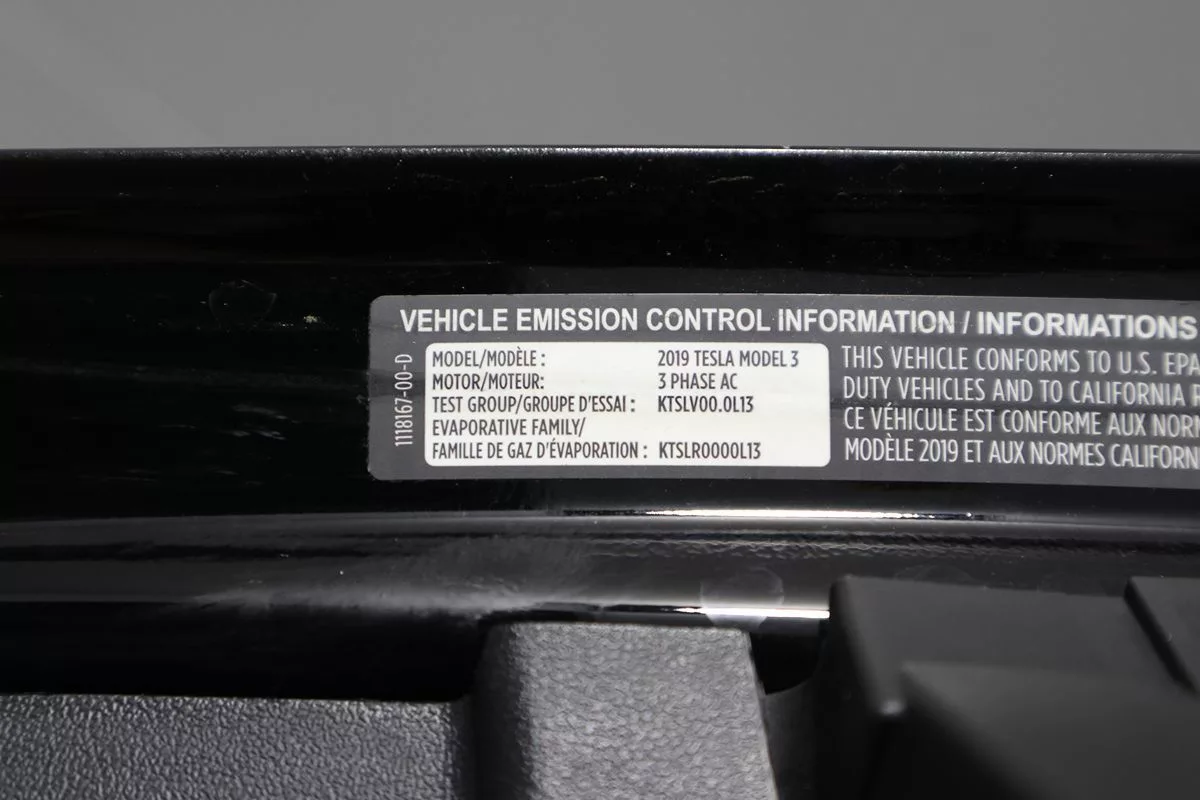 VEHICLE EMISSION CONTROL INFORMATION / INFORMATIONS
1118167-00-D
MODEL/MODÈLE : 2019 TESLA MODEL 3
MOTOR/MOTEUR: 3 PHASE AC
TEST GROUP/GROUPE D'ESSAI : KTSLV00.0L13
EVAPORATIVE FAMILY/
FAMILLE DE GAZ D'ÉVAPORATION : KTSLR0000L13
THIS VEHICLE CONFORMS TO U.S. EPA
DUTY VEHICLES AND TO CALIFORNIA
CE VÉHICULE EST CONFORME AUX
MODÈLE 2019 ET AUX NORMES